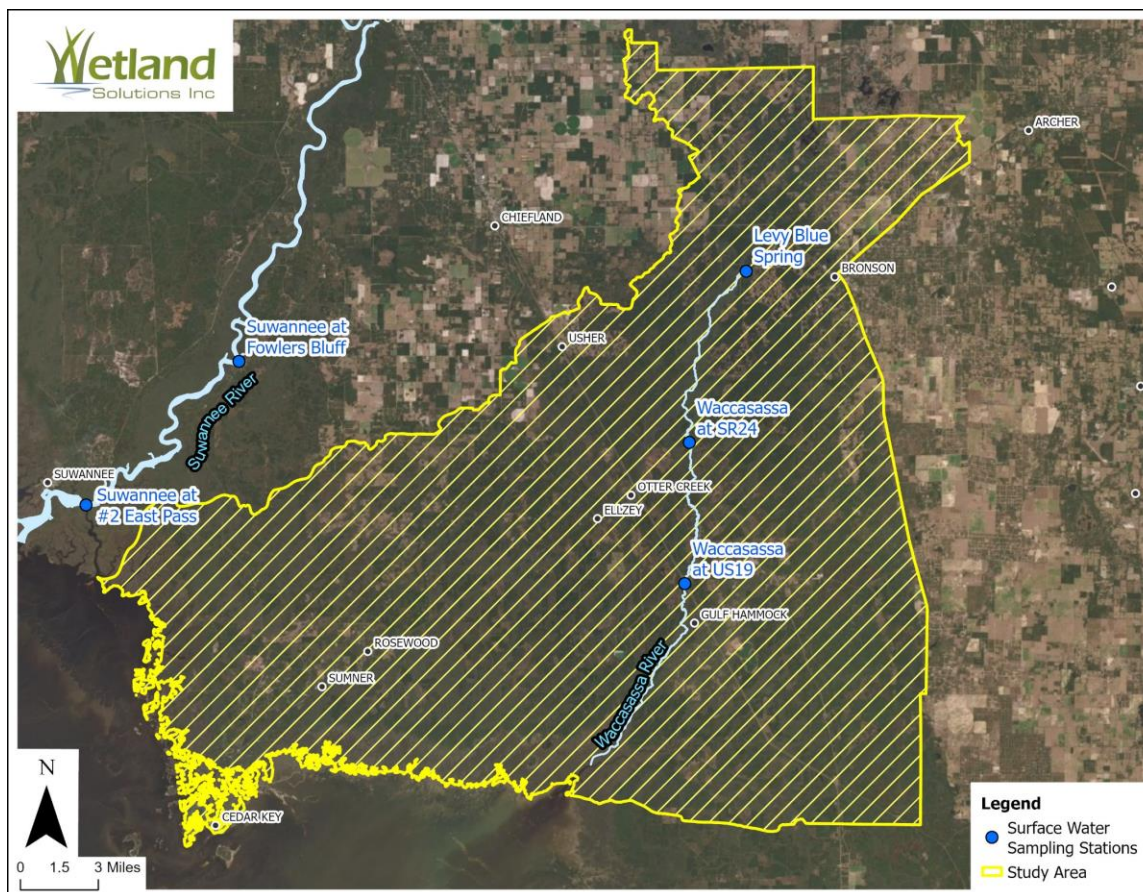 Wetland
Solutions Inc
ARCHER
CHIEFLAND
Levy Blue
Spring
BRONSON
Suwannee at
Fowlers Bluff
USHER
Suwannee River
Waccasassa
at SR24
SUWANNEE
Suwannee at
#2 East Pass
OTTER CREEK
ELLZEY
Waccasassa
at US19
GULF HAMMOCK
ROSEWOOD
SUMNER
Waccasassa River
N
CEDAR KEY
0 1.5 3 Miles
Legend
Surface Water
Sampling Stations
Study Area